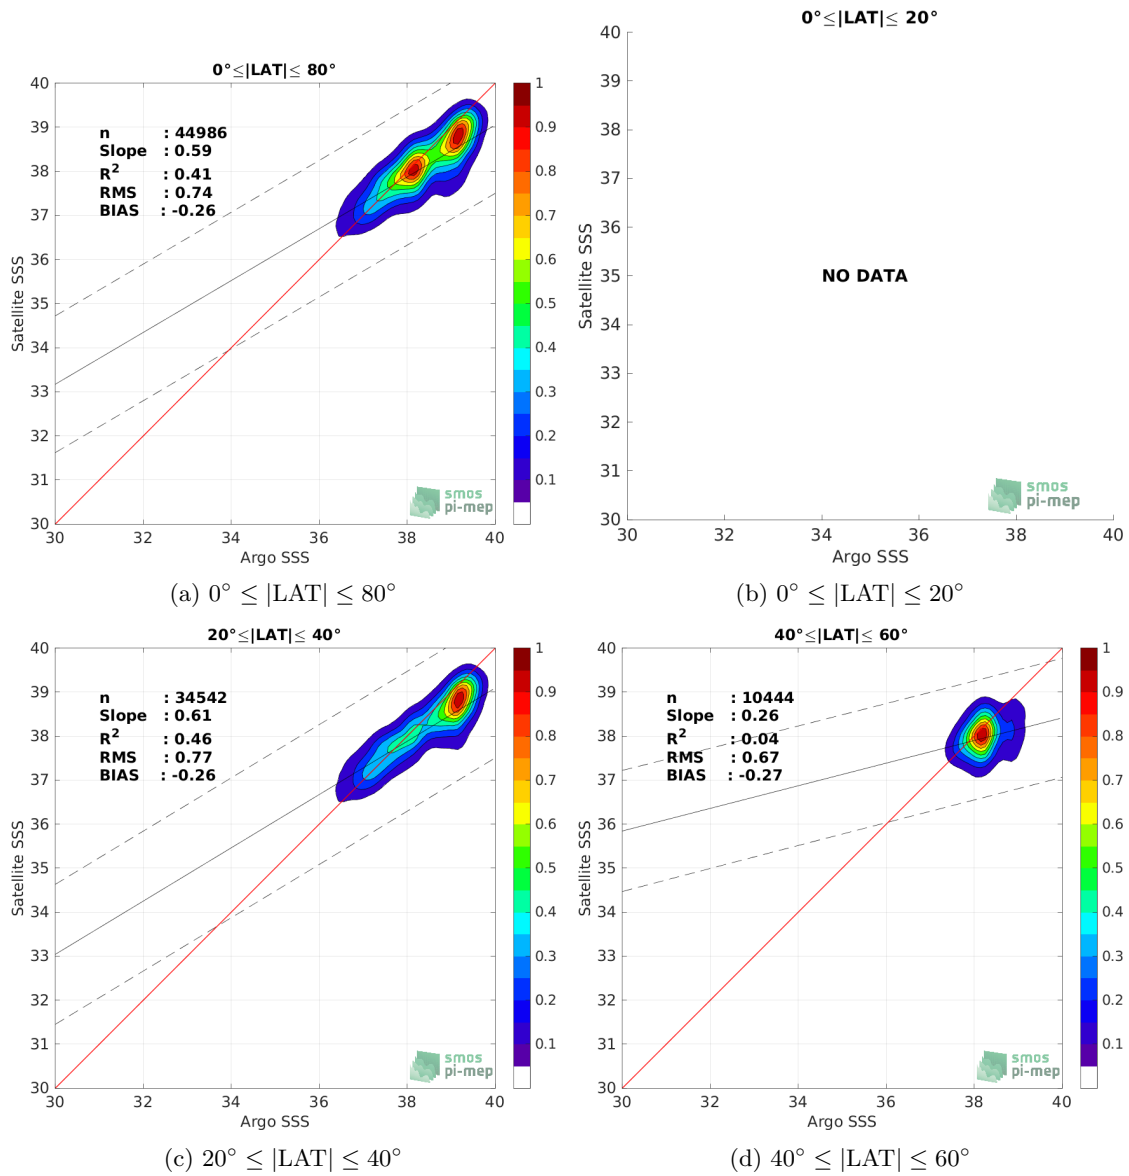 0°≤|LAT|≤ 80°
n : 44986
Slope : 0.59
R² : 0.41
RMS : 0.74
BIAS : -0.26
40
39
38
37
36
35
34
33
32
31
30
Satellite SSS
30 32 34 36 38 40
Argo SSS
1
0.9
0.8
0.7
0.6
0.5
0.4
0.3
0.2
0.1
smos
pi-mep
(a) 0° ≤ |LAT| ≤ 80°
0°≤|LAT|≤ 20°
40
39
38
37
36
35
34
33
32
31
30
Satellite SSS
NO DATA
30 32 34 36 38 40
Argo SSS
smos
pi-mep
(b) 0° ≤ |LAT| ≤ 20°
20°≤|LAT|≤ 40°
n : 34542
Slope : 0.61
R² : 0.46
RMS : 0.77
BIAS : -0.26
40
39
38
37
36
35
34
33
32
31
30
Satellite SSS
30 32 34 36 38 40
Argo SSS
1
0.9
0.8
0.7
0.6
0.5
0.4
0.3
0.2
0.1
smos
pi-mep
(c) 20° ≤ |LAT| ≤ 40°
40°≤|LAT|≤ 60°
n : 10444
Slope : 0.26
R² : 0.04
RMS : 0.67
BIAS : -0.27
40
39
38
37
36
35
34
33
32
31
30
Satellite SSS
30 32 34 36 38 40
Argo SSS
1
0.9
0.8
0.7
0.6
0.5
0.4
0.3
0.2
0.1
smos
pi-mep
(d) 40° ≤ |LAT| ≤ 60°